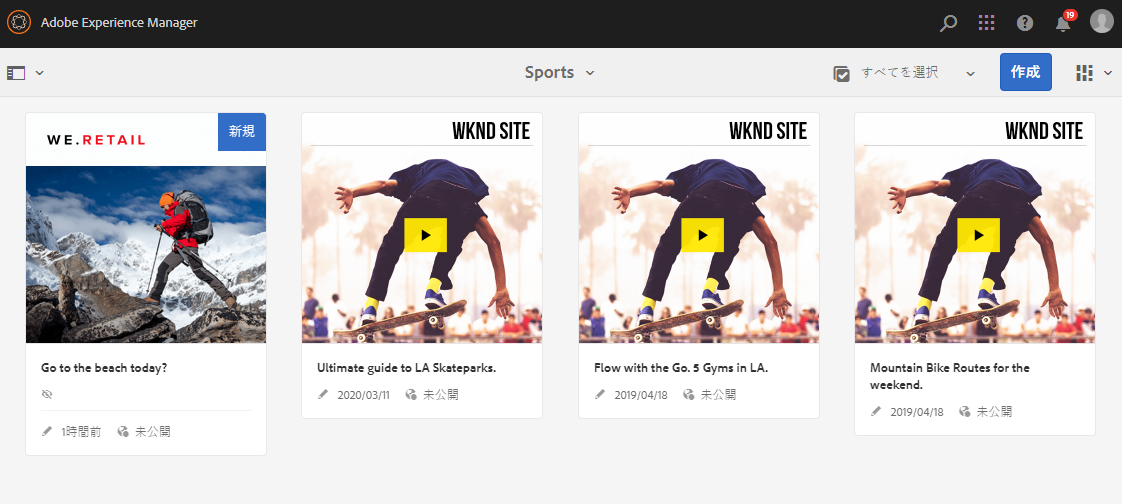 Adobe Experience Manager
19
Sports
すべてを選択
作成
WE.RETAIL
新規
Go to the beach today?
1時間前 未公開
WKND SITE
Ultimate guide to LA Skateparks.
2020/03/11 未公開
WKND SITE
Flow with the Go. 5 Gyms in LA.
2019/04/18 未公開
WKND SITE
Mountain Bike Routes for the
weekend.
2019/04/18 未公開